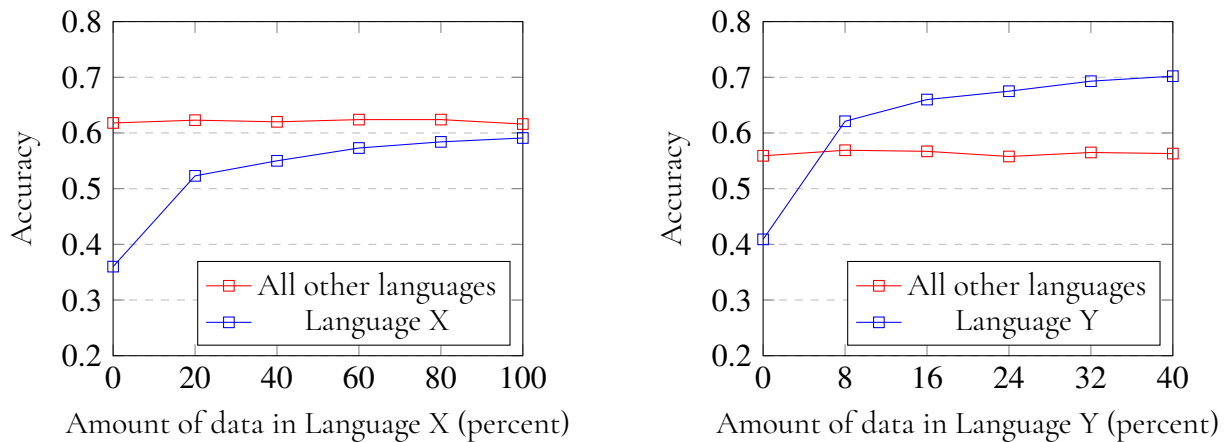 0.8
0.7
0.6
0.5
0.4
0.3
0.2
Accuracy
All other languages
Language X
0 20 40 60 80 100
Amount of data in Language X (percent)
0.8
0.7
0.6
0.5
0.4
0.3
0.2
Accuracy
All other languages
Language Y
0 8 16 24 32 40
Amount of data in Language Y (percent)